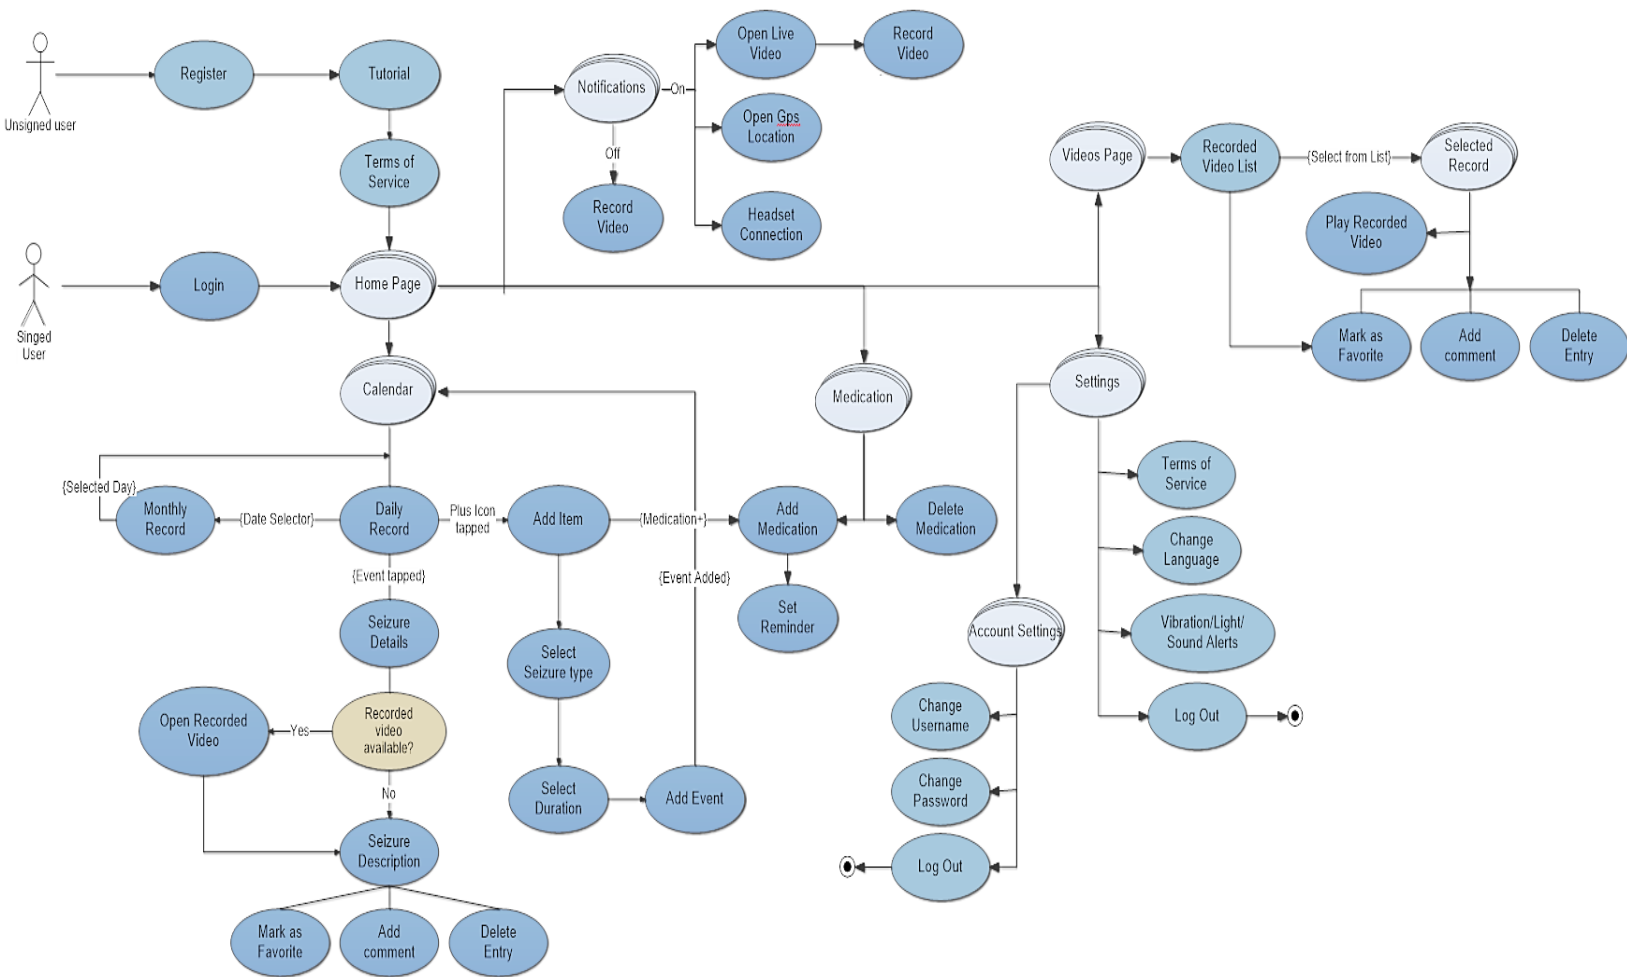 Unsigned user
Register
Tutorial
Terms of
Service
Singed
User
Login
Home Page
Notifications
On
Off
Record
Video
Open Live
Video
Record
Video
Open Gps
Location
Headset
Connection
Videos Page
Recorded
Video List
{Select from List}
Selected
Record
Play Recorded
Video
Mark as
Favorite
Add
comment
Delete
Entry
Calendar
Medication
Settings
{Selected Day}
Monthly
Record
{Date Selector}
Daily
Record
Plus Icon
tapped
Add Item
{Medication+}
Add
Medication
Delete
Medication
Set
Reminder
{Event tapped}
{Event Added}
Seizure
Details
Select
Seizure type
Select
Duration
Add Event
Recorded
video
available?
Yes
Open Recorded
Video
No
Seizure
Description
Mark as
Favorite
Add
comment
Delete
Entry
Terms of
Service
Change
Language
Vibration/Light/
Sound Alerts
Log Out
Account Settings
Change
Username
Change
Password
Log Out